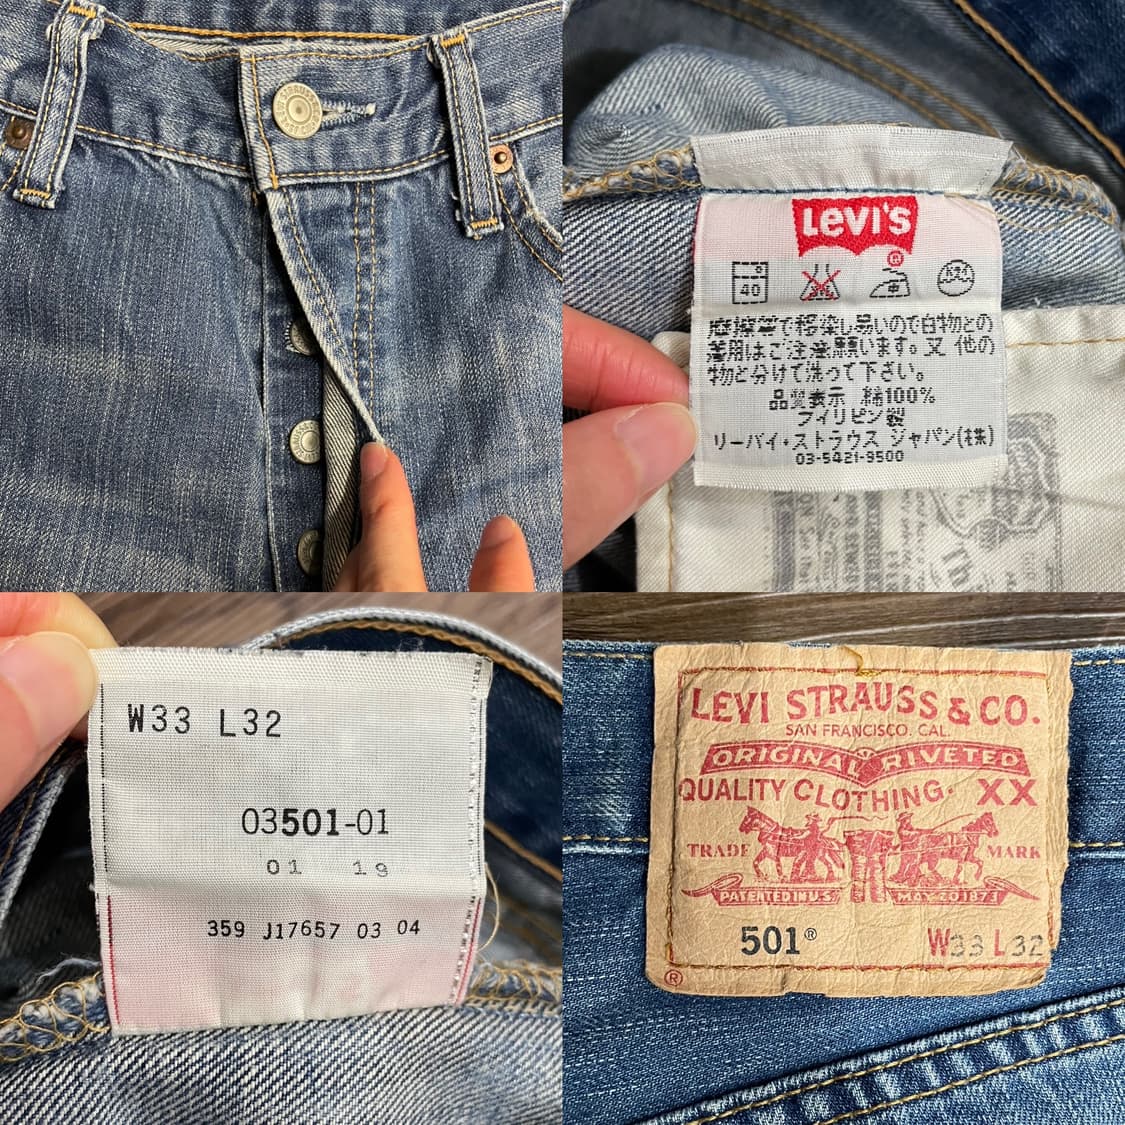 LEVI'S
®
40
摩擦等で移染し易いので白物との
着用はご注意願います。又 他の
物と分けて洗って下さい。
品質表示 綿100%
フィリピン製
リーバイ・ストラウス ジャパン(株)
03-5421-9500
W33 L32
03501-01
01 19
359 J17657 03 04
LEVI STRAUSS & CO.
SAN FRANCISCO. CAL.
ORIGINAL RIVETED
QUALITY CLOTHING. XX
TRADE MARK
PATENTED IN U.S. MAY 20 1873
501® W33 L32
®